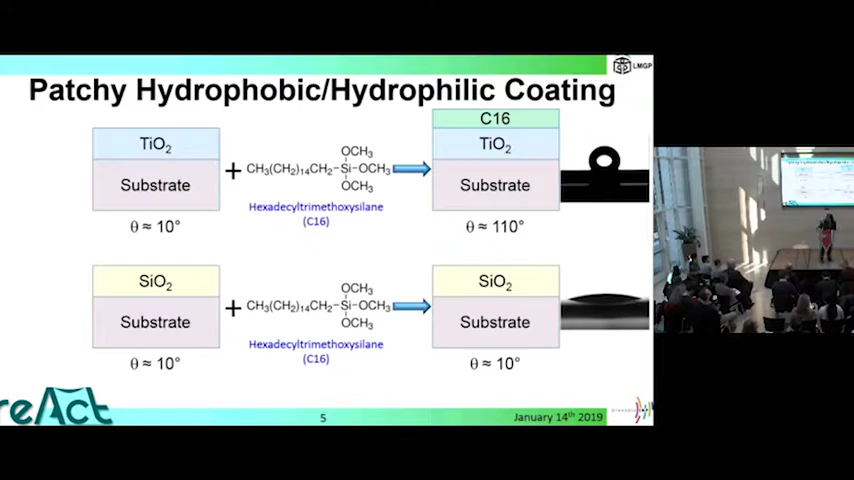 LMGP
Patchy Hydrophobic/Hydrophilic Coating
C16
TiO₂
OCH₃
TiO₂
+ CH₃(CH₂)₁₄CH₂–Si–OCH₃
Substrate
OCH₃
Substrate
Hexadecyltrimethoxysilane
(C16)
θ ≈ 10°
θ ≈ 110°
SiO₂
OCH₃
SiO₂
+ CH₃(CH₂)₁₄CH₂–Si–OCH₃
Substrate
OCH₃
Substrate
Hexadecyltrimethoxysilane
(C16)
θ ≈ 10°
θ ≈ 10°
reAct
5
January 14th 2019